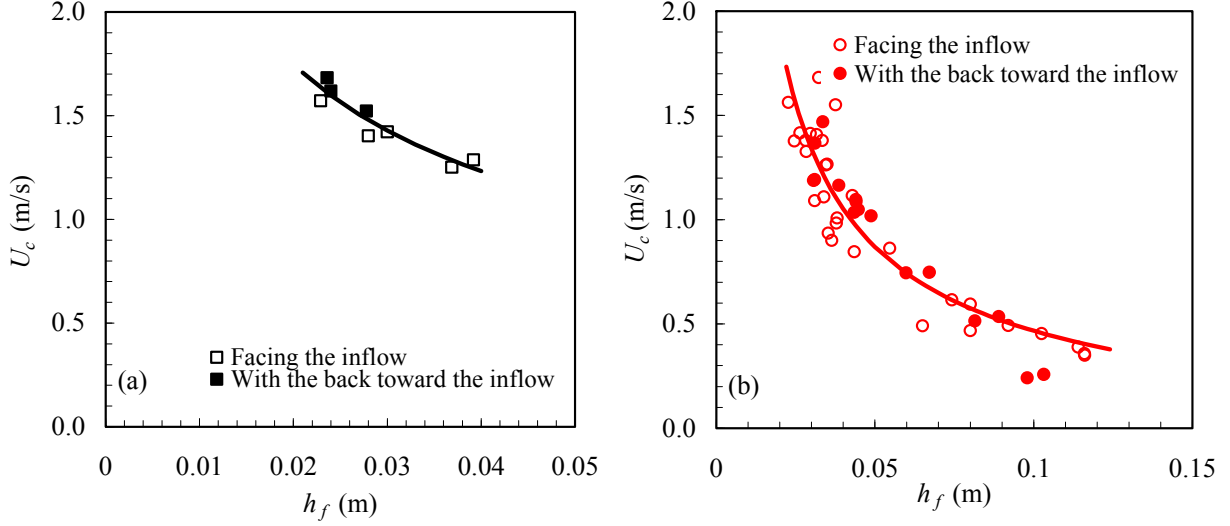 2.0
1.5
1.0
0.5
0.0
U_c (m/s)
Facing the inflow
With the back toward the inflow
(a)
0
0.01
0.02
0.03
0.04
0.05
h_f (m)
2.0
1.5
1.0
0.5
0.0
U_c (m/s)
Facing the inflow
With the back toward the inflow
(b)
0
0.05
0.1
0.15
h_f (m)